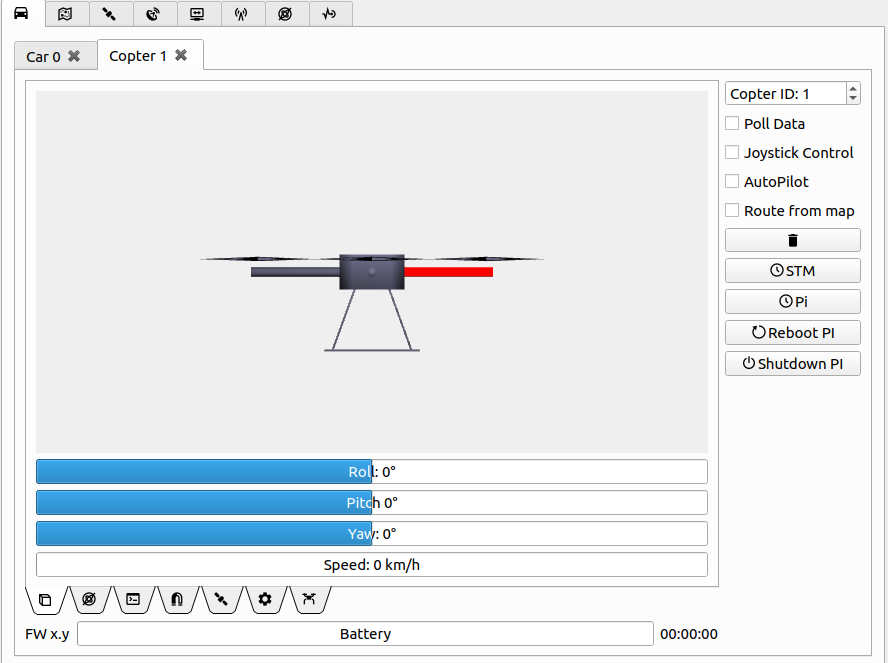 Car 0
Copter 1
Copter ID: 1
Poll Data
Joystick Control
AutoPilot
Route from map
STM
Pi
Reboot PI
Shutdown PI
Roll: 0°
Pitch 0°
Yaw: 0°
Speed: 0 km/h
FW x.y
Battery
00:00:00